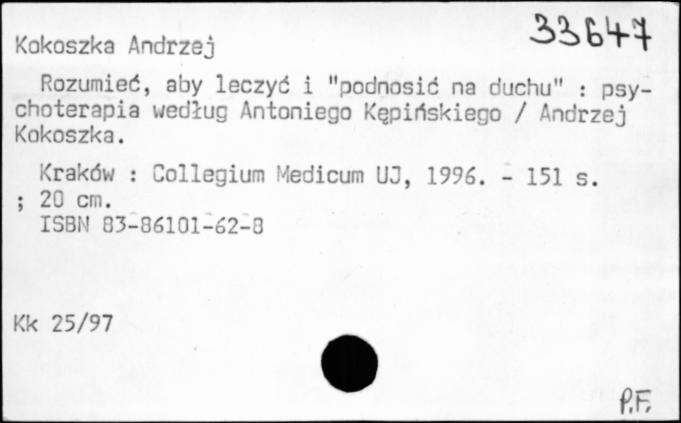 33647
Kokoszka Andrzej
Rozumieć, aby leczyć i "podnosić na duchu" : psy-
choterapia według Antoniego Kępińskiego / Andrzej
Kokoszka.
Kraków : Collegium Medicum UJ, 1996. - 151 s.
; 20 cm.
ISBN 83-86101-62-8
Kk 25/97
P.F.